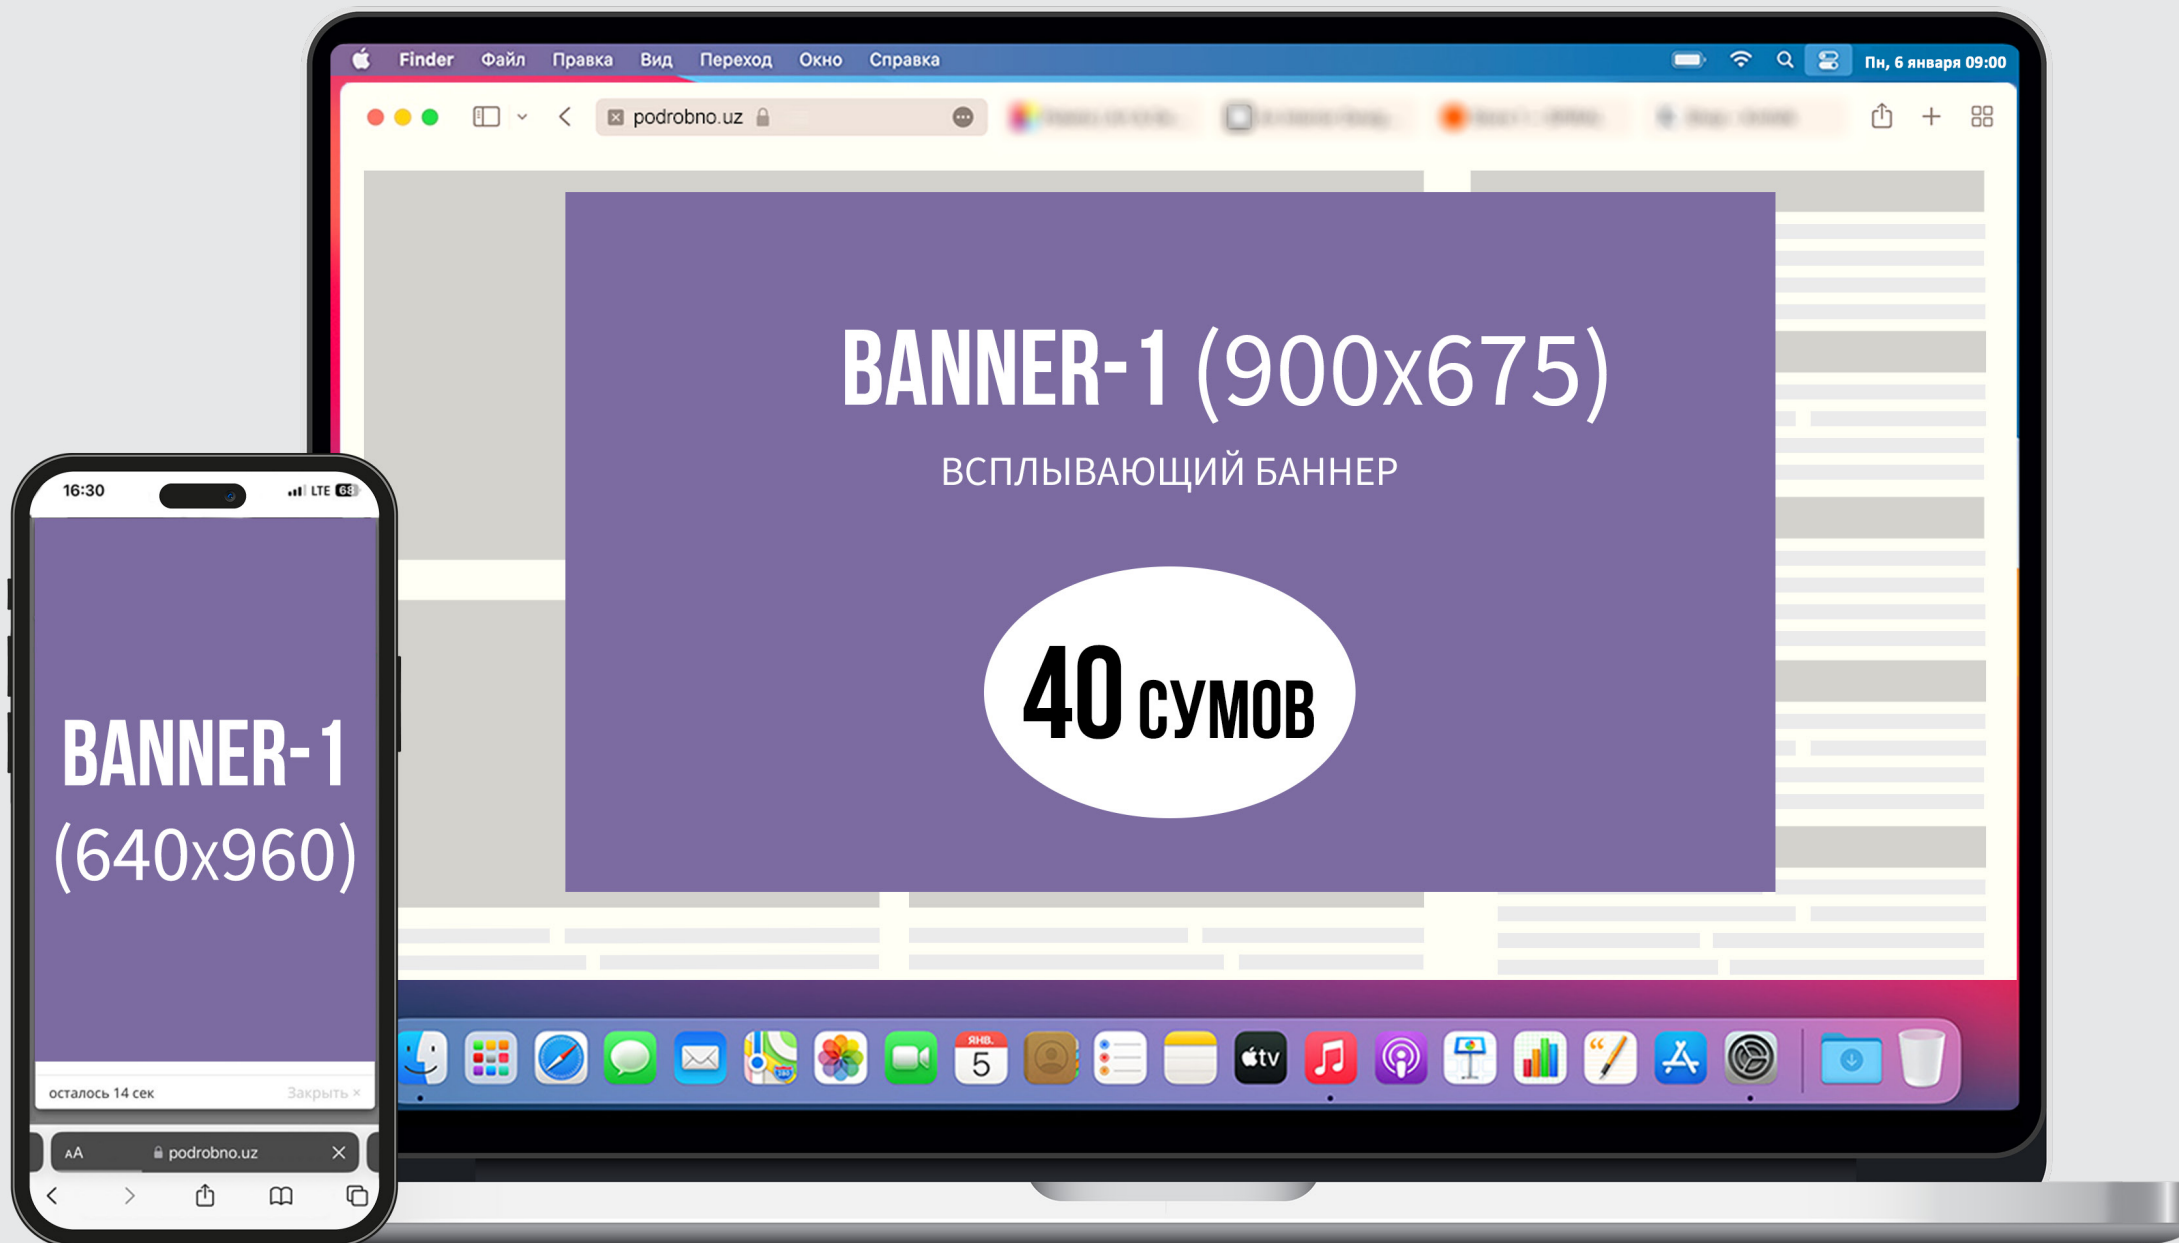 Finder Файл Правка Вид Переход Окно Справка
Пн, 6 января 09:00
podrobno.uz
BANNER-1 (900x675)
ВСПЛЫВАЮЩИЙ БАННЕР
40 СУМОВ
16:30
LTE 68
BANNER-1
(640x960)
осталось 14 сек Закрыть ×
AA podrobno.uz
ЯНВ.
5
tv